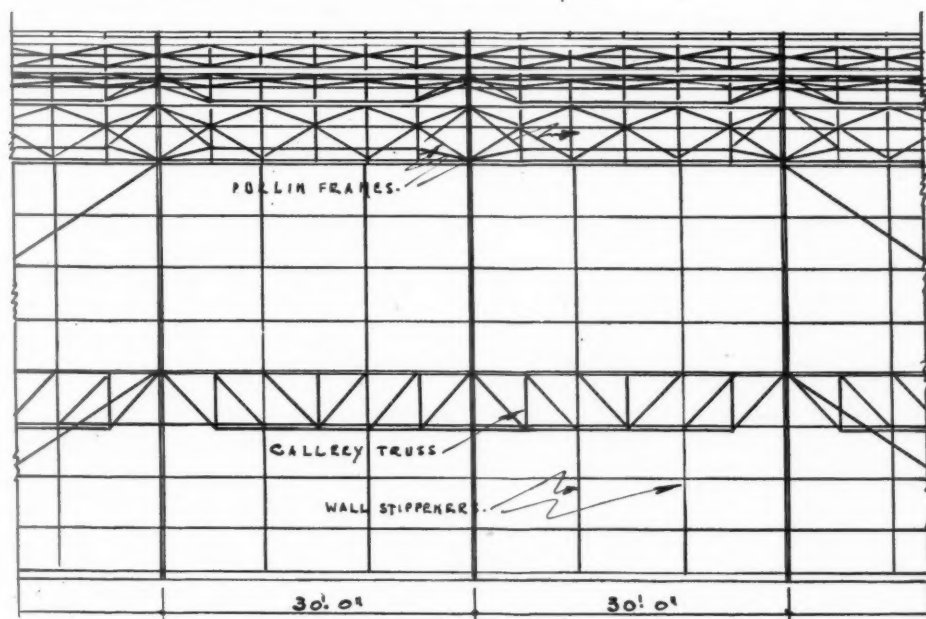 PURLIN FRAMES.
GALLERY TRUSS
WALL STIFFENERS.
30'. 0" 30'. 0"